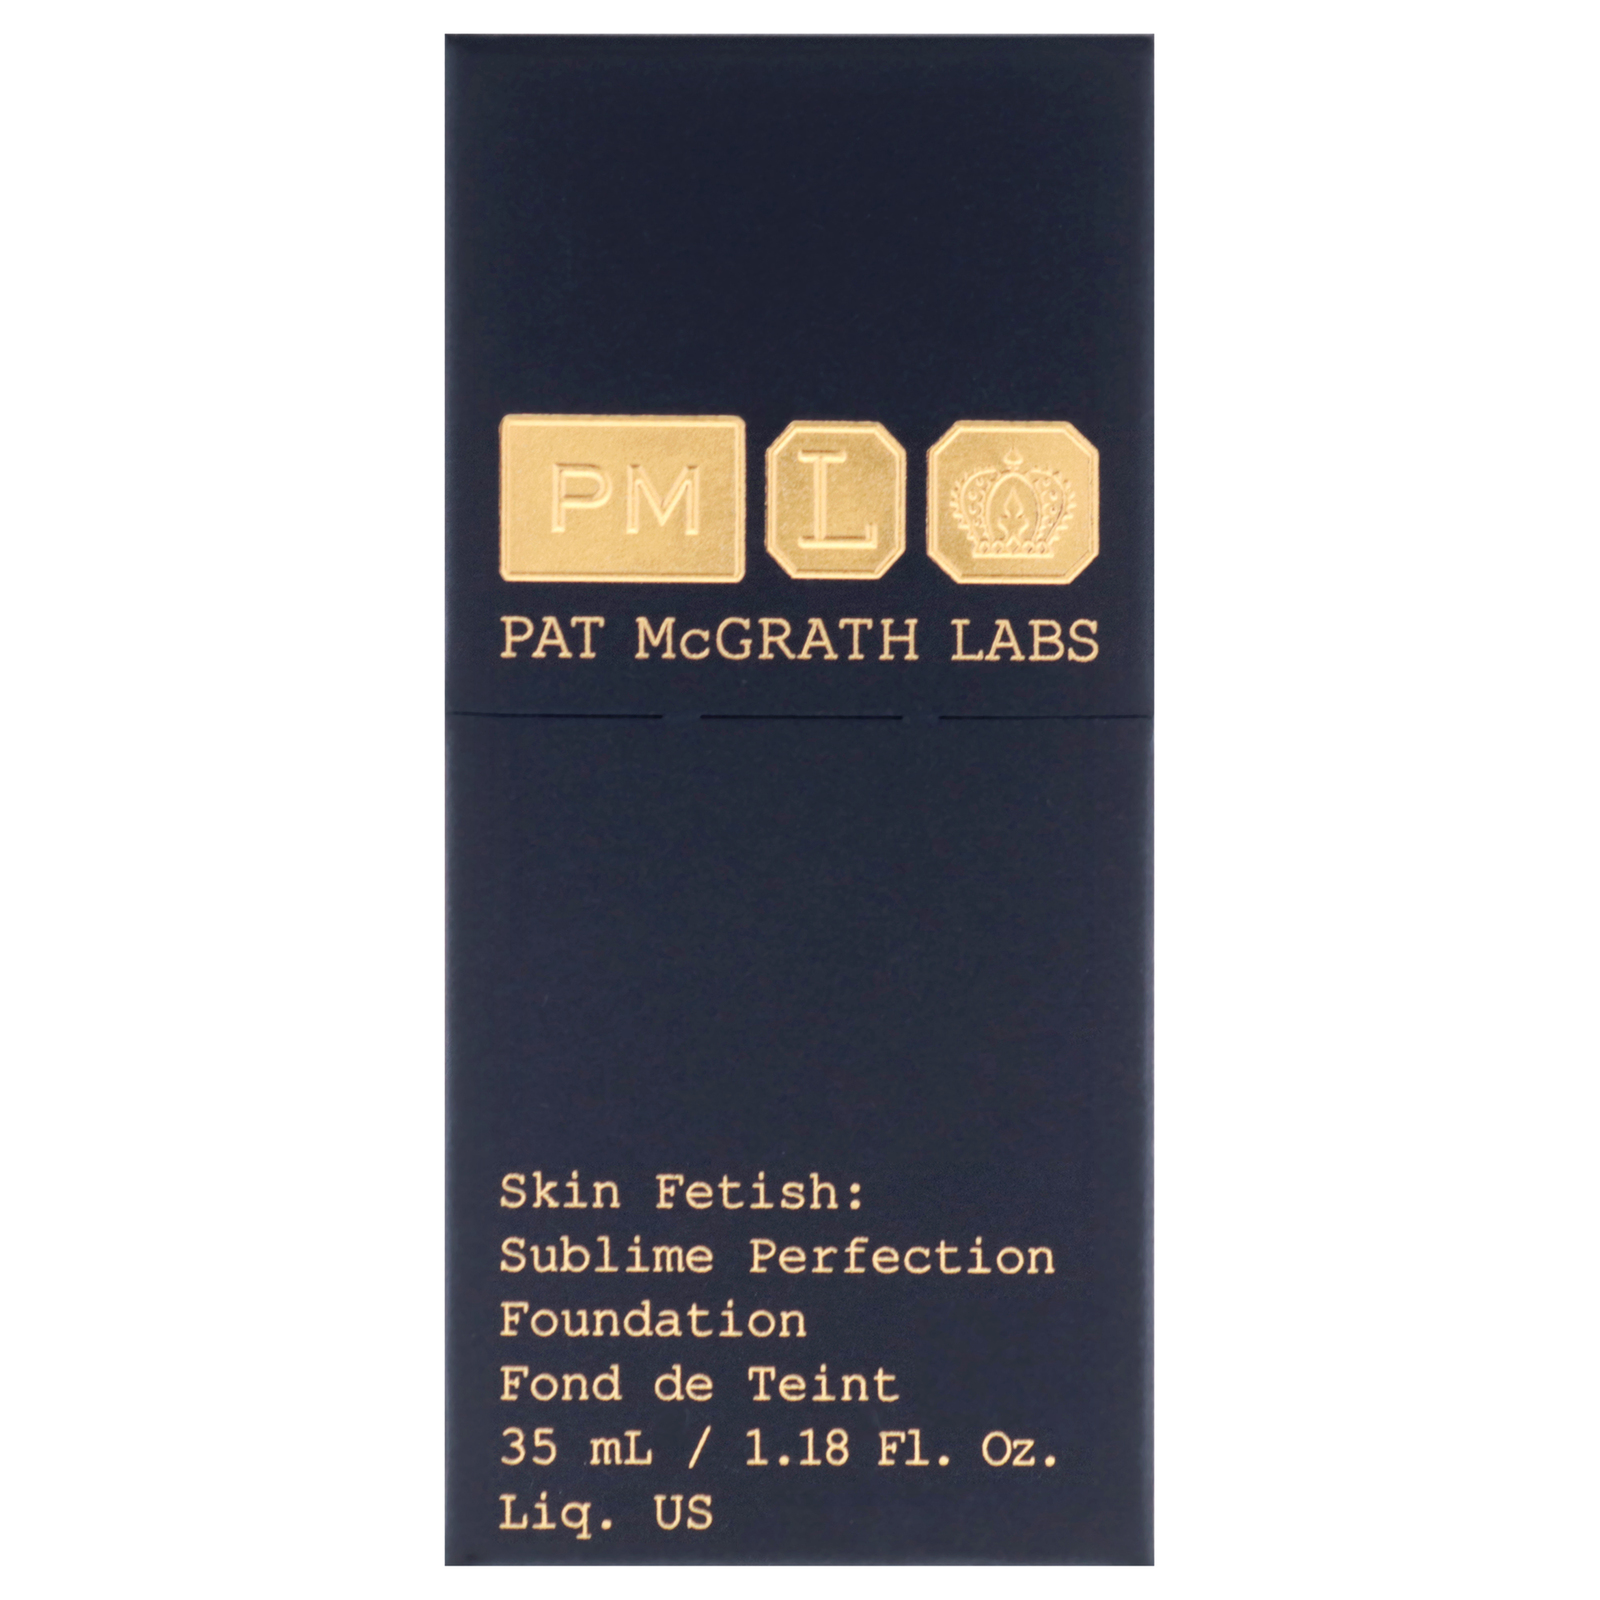 PM L
PAT McGRATH LABS
Skin Fetish:
Sublime Perfection
Foundation
Fond de Teint
35 mL / 1.18 Fl. Oz.
Liq. US